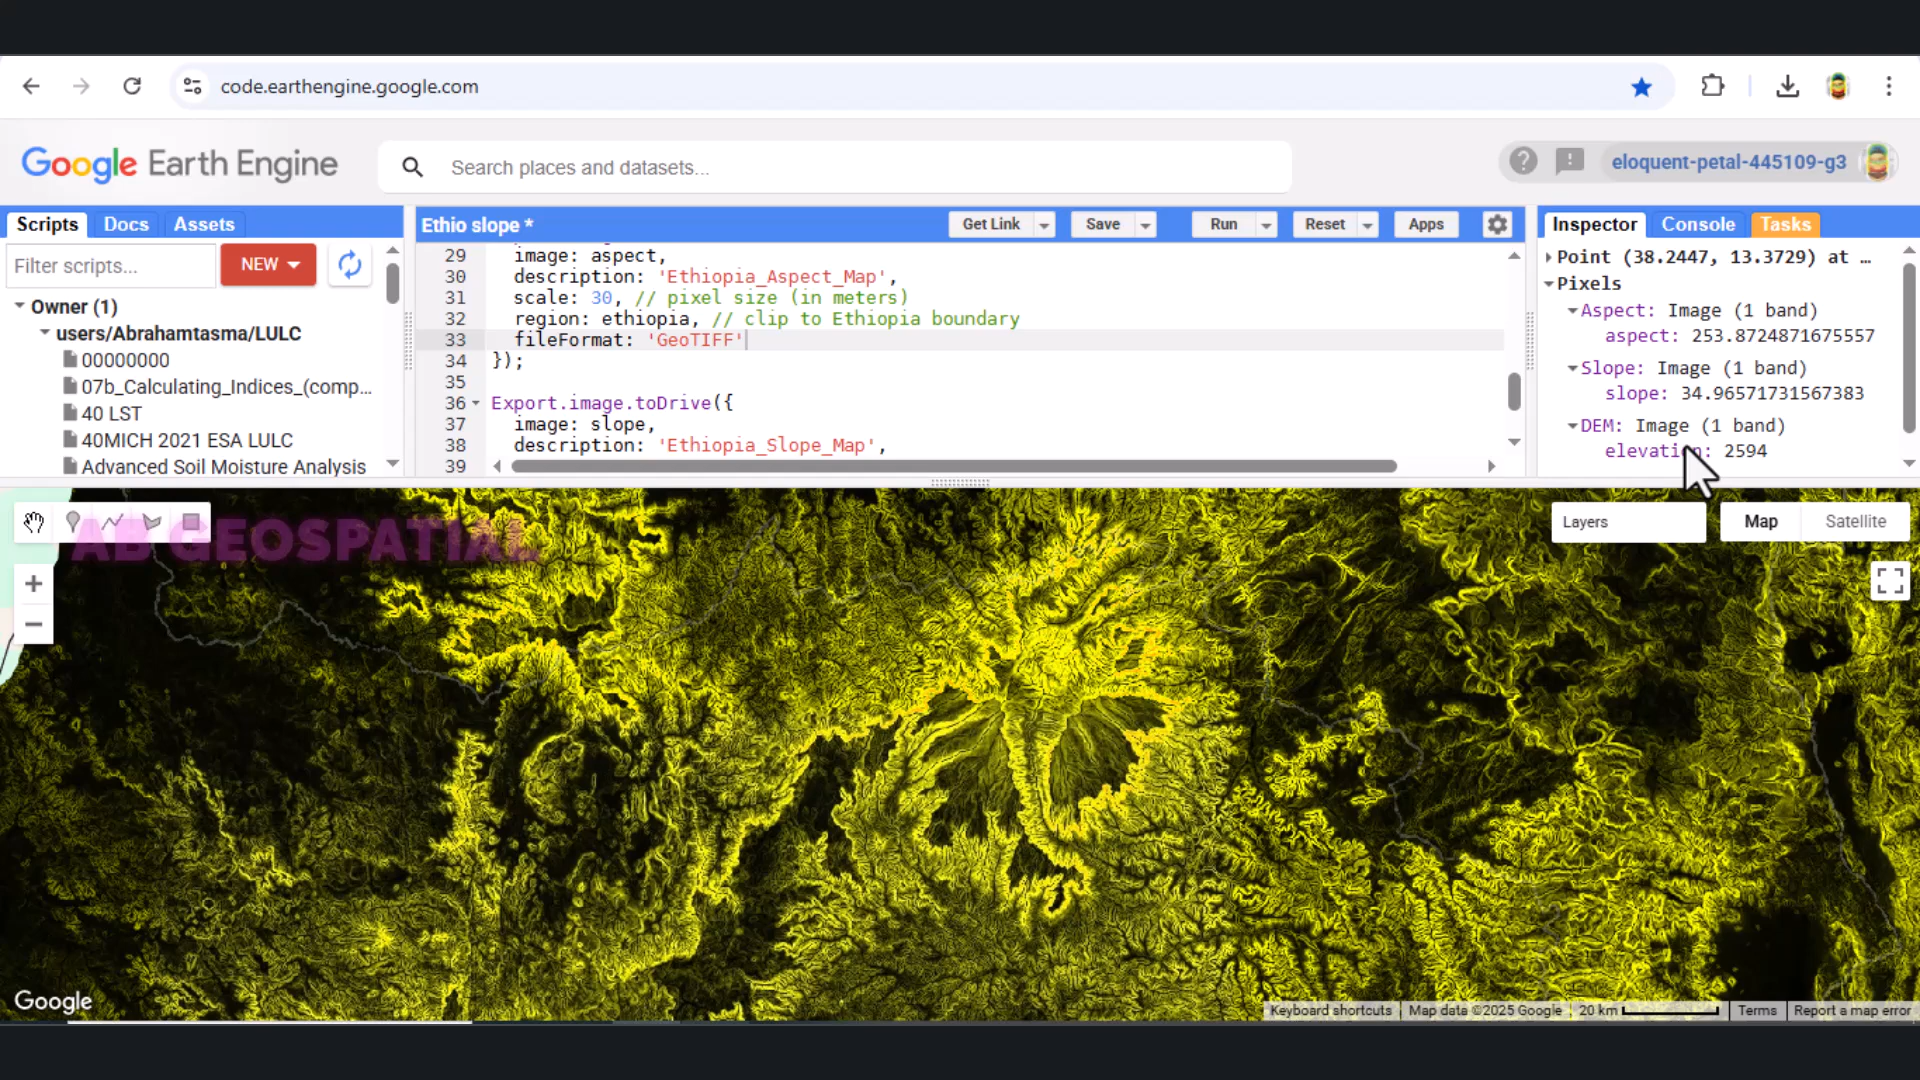 code.earthengine.google.com
Google Earth Engine
Search places and datasets...
eloquent-petal-445109-g3
Scripts Docs Assets
Filter scripts...
NEW
Owner (1)
users/Abrahamtasma/LULC
00000000
07b_Calculating_Indices_(comp...
40 LST
40MICH 2021 ESA LULC
Advanced Soil Moisture Analysis
Ethio slope *
Get Link Save Run Reset Apps
29 image: aspect,
30 description: 'Ethiopia_Aspect_Map',
31 scale: 30, // pixel size (in meters)
32 region: ethiopia, // clip to Ethiopia boundary
33 fileFormat: 'GeoTIFF'
34 });
35
36 Export.image.toDrive({
37 image: slope,
38 description: 'Ethiopia_Slope_Map',
39
Inspector Console Tasks
Point (38.2447, 13.3729) at …
Pixels
Aspect: Image (1 band)
aspect: 253.8724871675557
Slope: Image (1 band)
slope: 34.96571731567383
DEM: Image (1 band)
elevation: 2594
AB GEOSPATIAL
Layers
Map Satellite
Google
Keyboard shortcuts Map data ©2025 Google 20 km Terms Report a map error